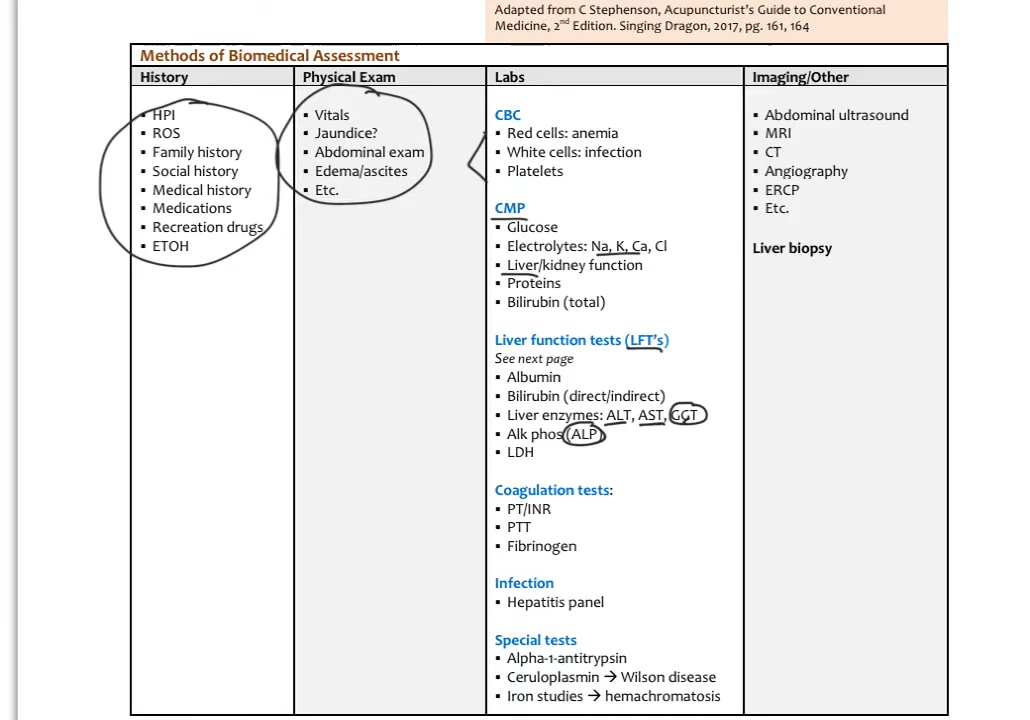 Adapted from C Stephenson, Acupuncturist's Guide to Conventional
Medicine, 2nd Edition. Singing Dragon, 2017, pg. 161, 164
Methods of Biomedical Assessment
History
▪ HPI
▪ ROS
▪ Family history
▪ Social history
▪ Medical history
▪ Medications
▪ Recreation drugs
▪ ETOH
Physical Exam
▪ Vitals
▪ Jaundice?
▪ Abdominal exam
▪ Edema/ascites
▪ Etc.
Labs
CBC
▪ Red cells: anemia
▪ White cells: infection
▪ Platelets
CMP
▪ Glucose
▪ Electrolytes: Na, K, Ca, Cl
▪ Liver/kidney function
▪ Proteins
▪ Bilirubin (total)
Liver function tests (LFT's)
See next page
▪ Albumin
▪ Bilirubin (direct/indirect)
▪ Liver enzymes: ALT, AST, GGT
▪ Alk phos (ALP)
▪ LDH
Coagulation tests:
▪ PT/INR
▪ PTT
▪ Fibrinogen
Infection
▪ Hepatitis panel
Special tests
▪ Alpha-1-antitrypsin
▪ Ceruloplasmin → Wilson disease
▪ Iron studies → hemachromatosis
Imaging/Other
▪ Abdominal ultrasound
▪ MRI
▪ CT
▪ Angiography
▪ ERCP
▪ Etc.
Liver biopsy